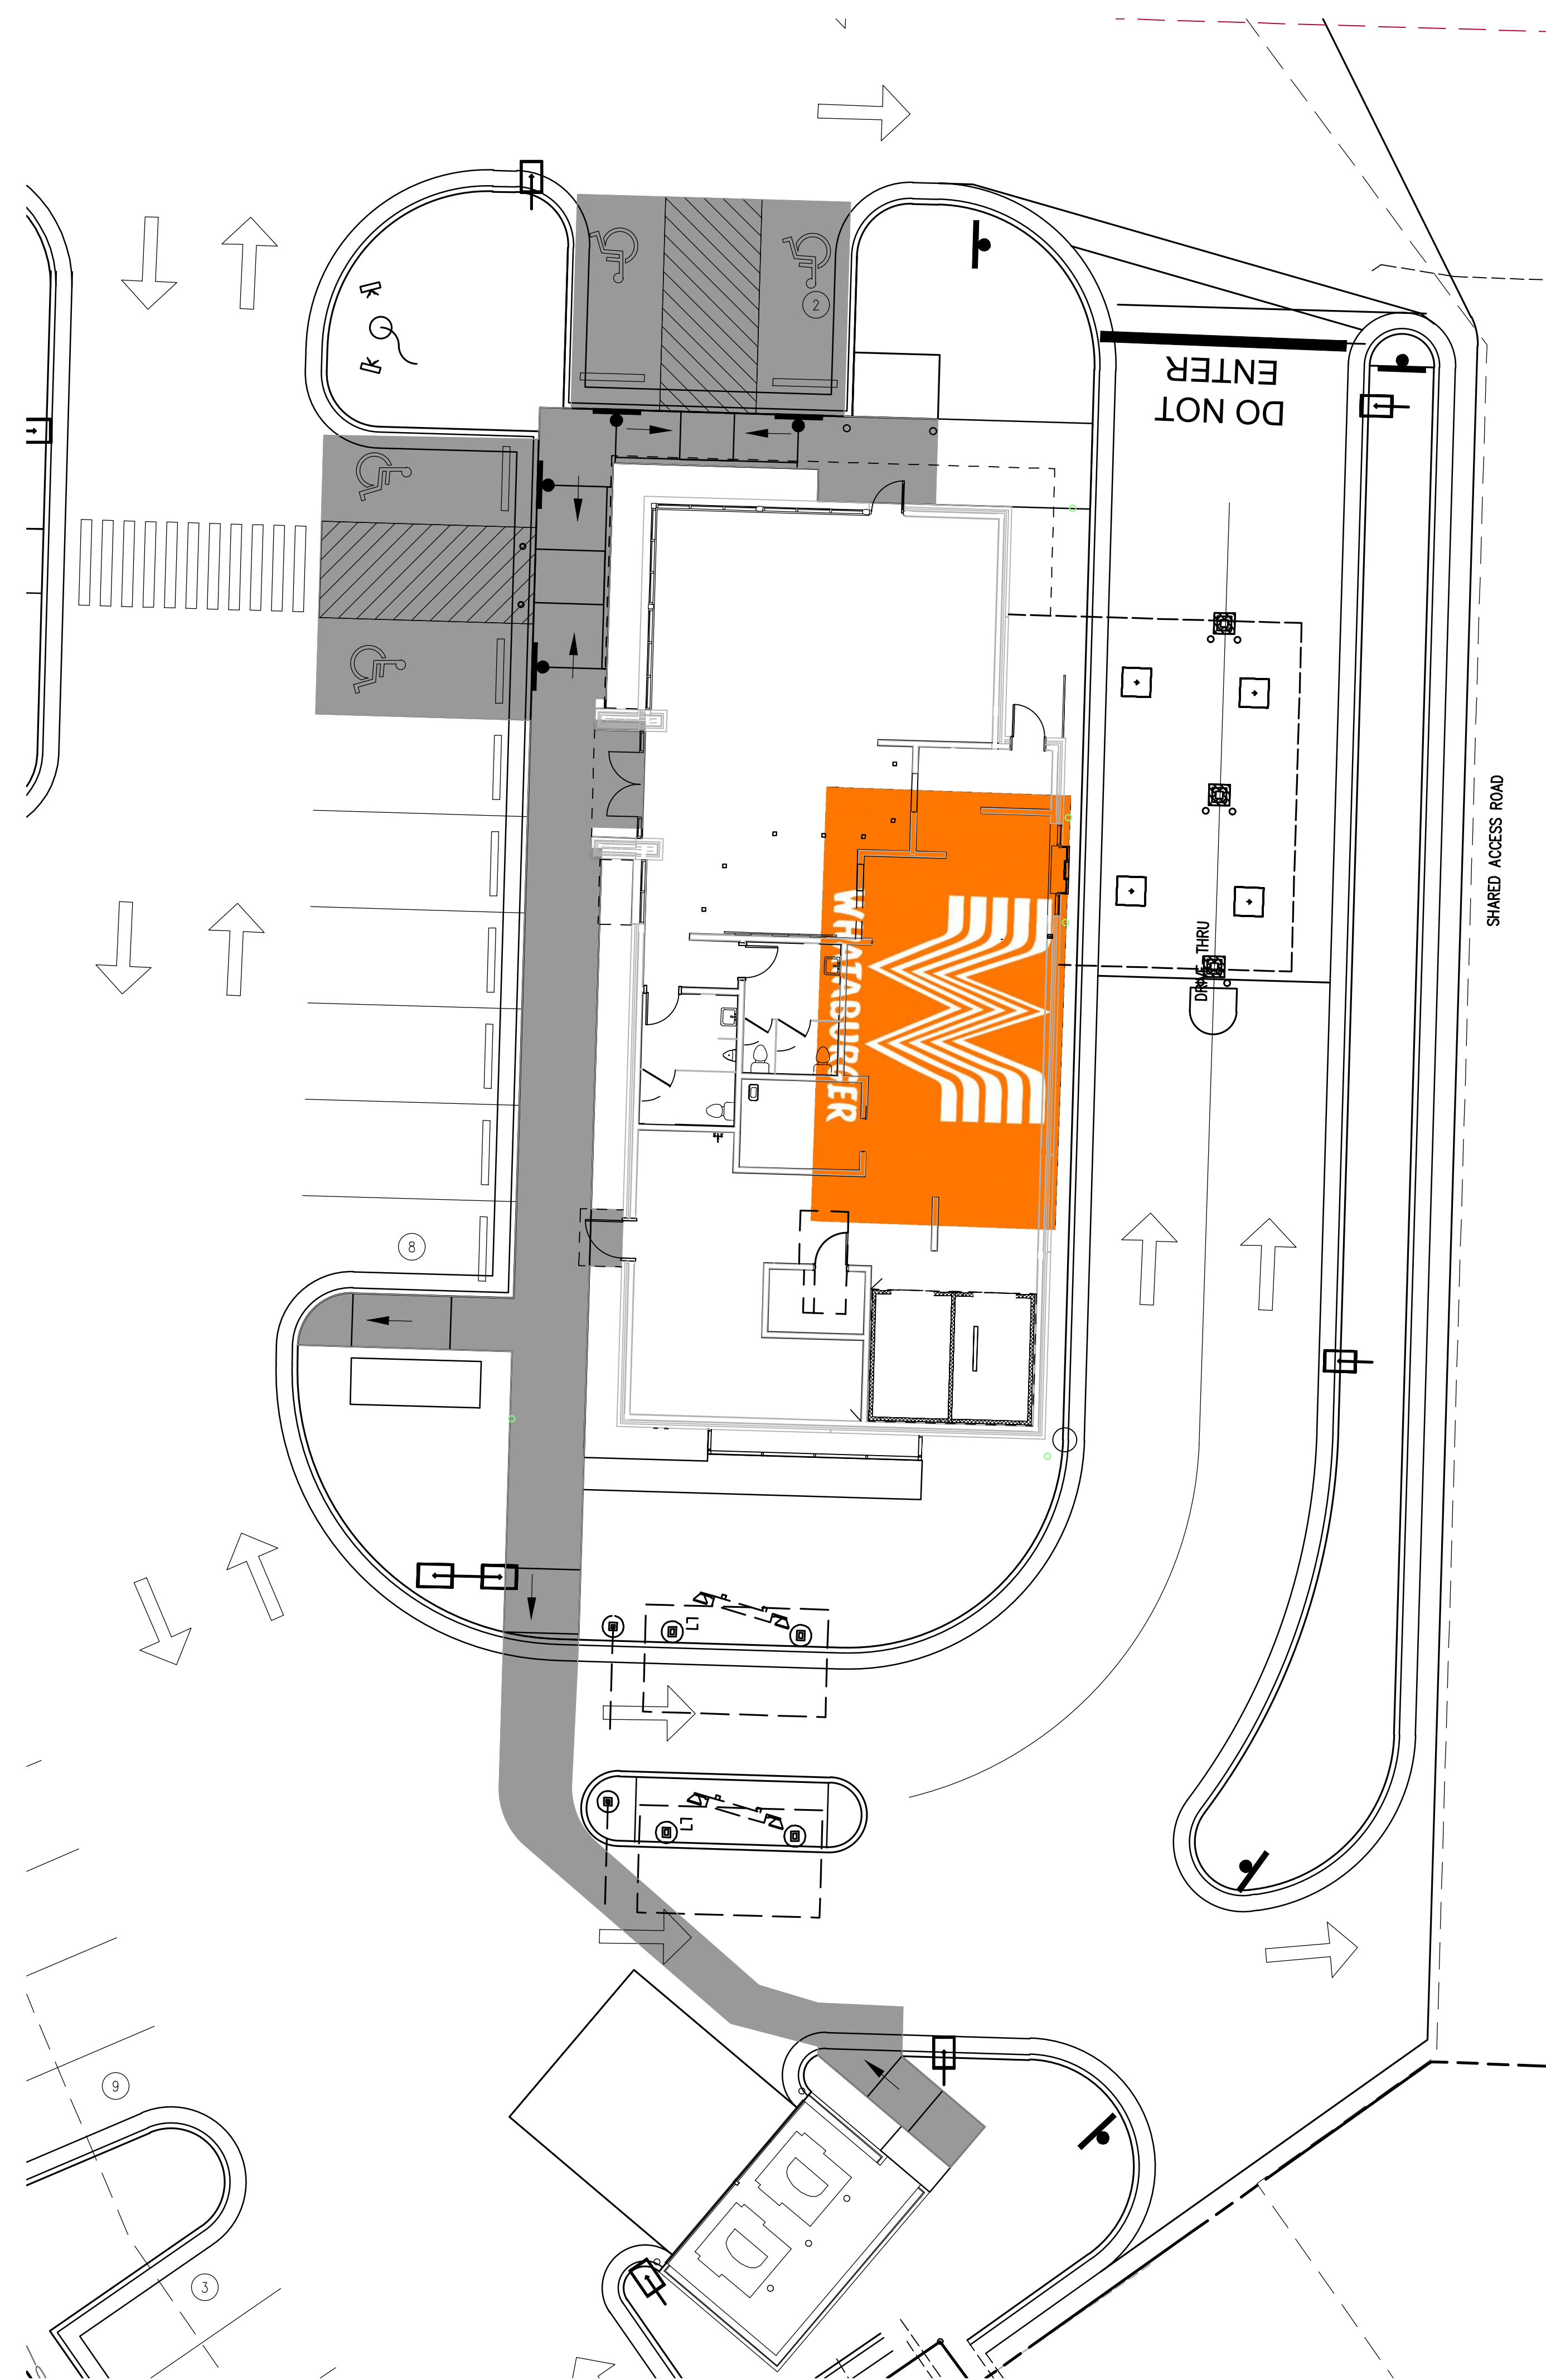 2
DO NOT
ENTER
SHARED ACCESS ROAD
WHATABURGER
DRIVE THRU
8
9
3